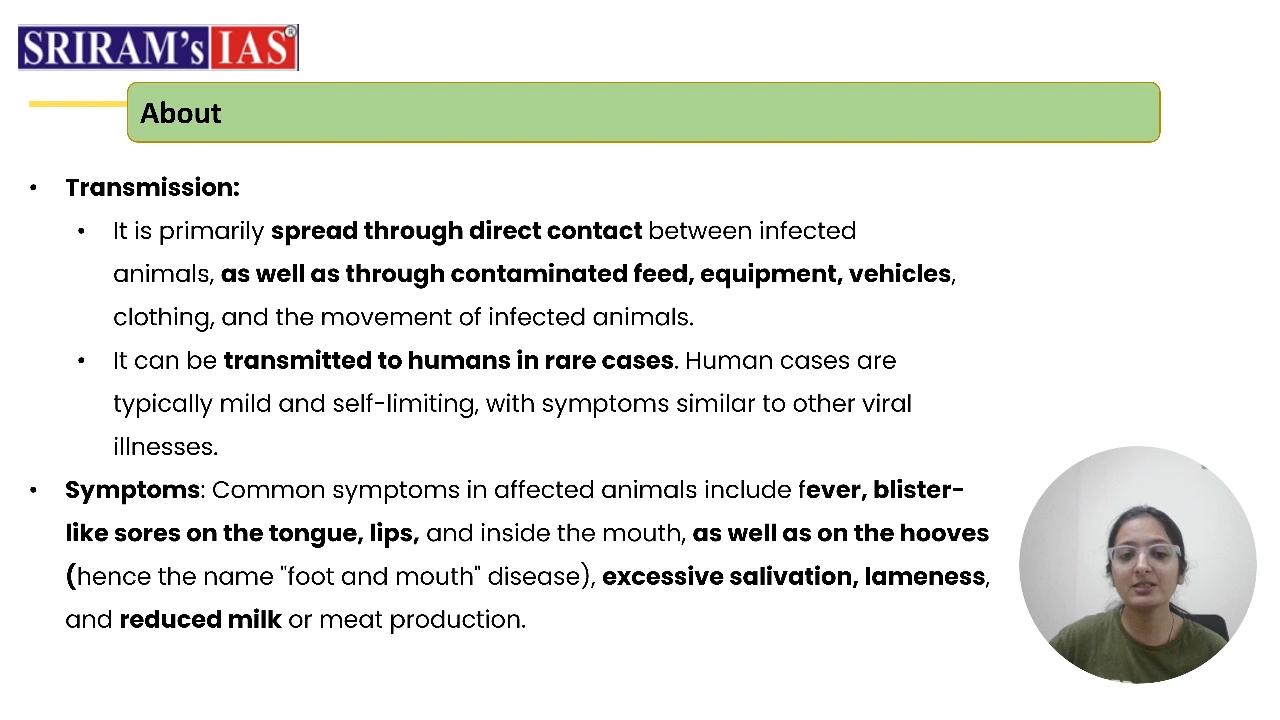 SRIRAM's IAS®
About
• Transmission:
• It is primarily spread through direct contact between infected
animals, as well as through contaminated feed, equipment, vehicles,
clothing, and the movement of infected animals.
• It can be transmitted to humans in rare cases. Human cases are
typically mild and self-limiting, with symptoms similar to other viral
illnesses.
• Symptoms: Common symptoms in affected animals include fever, blister-
like sores on the tongue, lips, and inside the mouth, as well as on the hooves
(hence the name "foot and mouth" disease), excessive salivation, lameness,
and reduced milk or meat production.